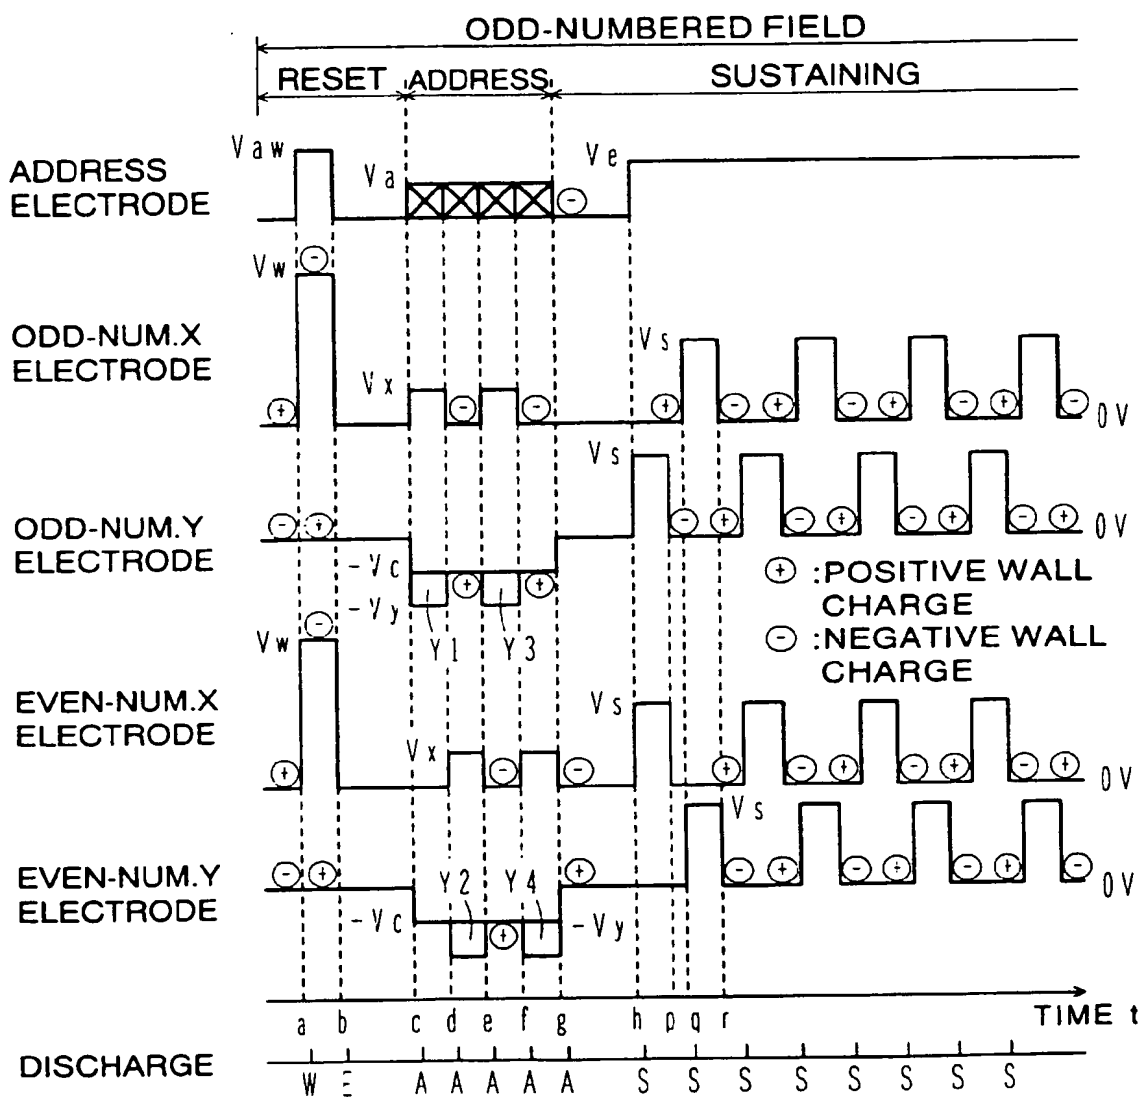 ODD-NUMBERED FIELD
RESET ADDRESS SUSTAINING
ADDRESS
ELECTRODE
Vaw
Va
Ve
−
ODD-NUM.X
ELECTRODE
Vw
−
Vx
Vs
+ − − + − + − + − + −
0V
ODD-NUM.Y
ELECTRODE
Vs
− + − + − + − + − +
0V
-Vc
-Vy
+ +
Y1 Y3
+ :POSITIVE WALL
CHARGE
− :NEGATIVE WALL
CHARGE
EVEN-NUM.X
ELECTRODE
Vw
−
Vx
Vs
+ − − + − + − + − +
0V
EVEN-NUM.Y
ELECTRODE
Vs
− + + − + − + − + −
0V
Y2 Y4
-Vc
+
-Vy
a b c d e f g h p q r
TIME t
DISCHARGE
W E A A A A A S S S S S S S S